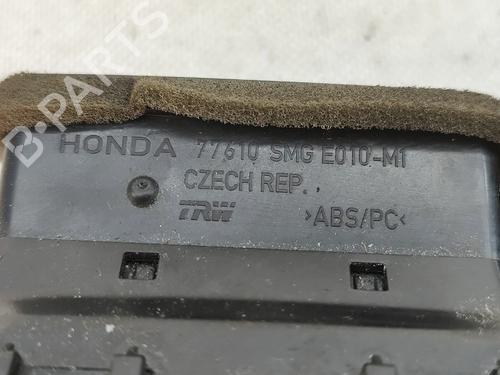 HONDA 77610 SMG E010-M1
CZECH REP.
TRW >ABS/PC<
B-PARTS